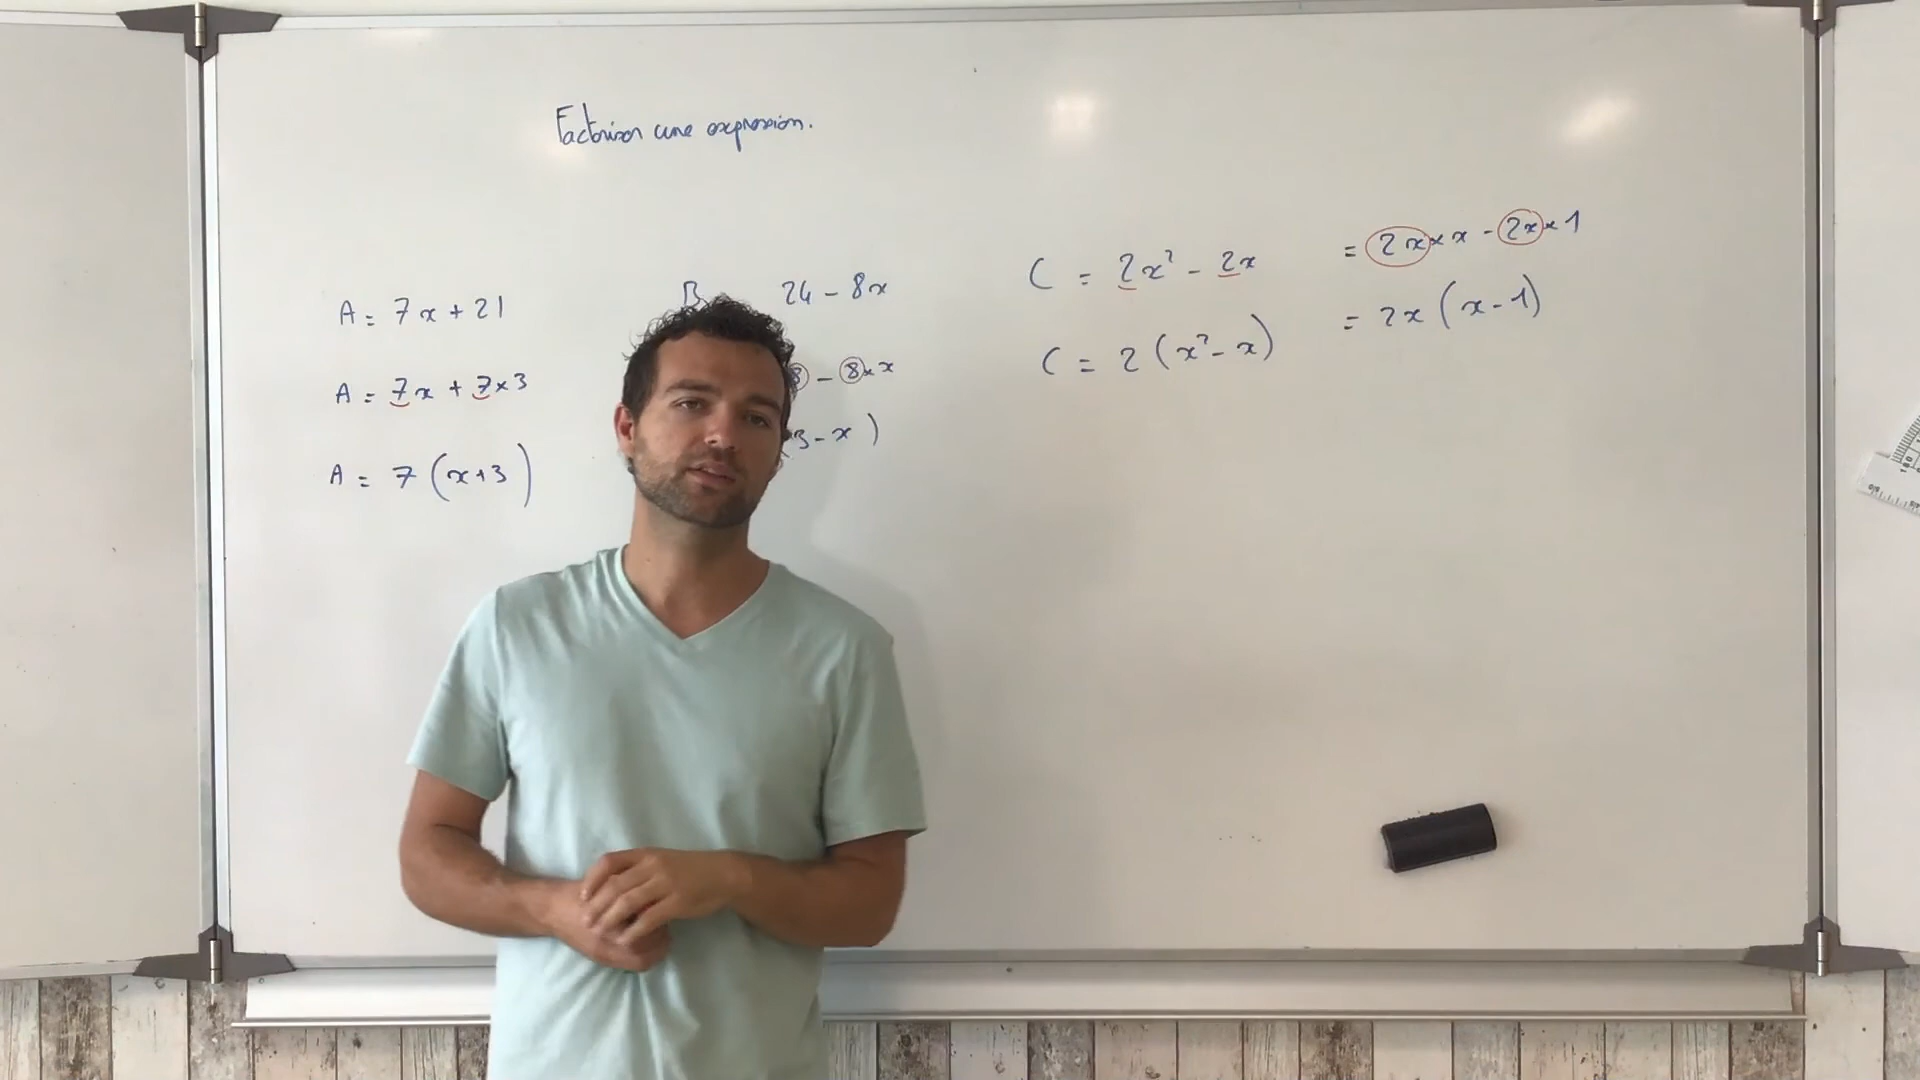 Factoriser une expression.
A = 7x + 21
A = 7x + 7×3
A = 7(x+3)
B
24 - 8x
8 - 8×x
(3 - x)
C = 2x² - 2x
C = 2(x² - x)
= 2x×x - 2x×1
= 2x(x - 1)